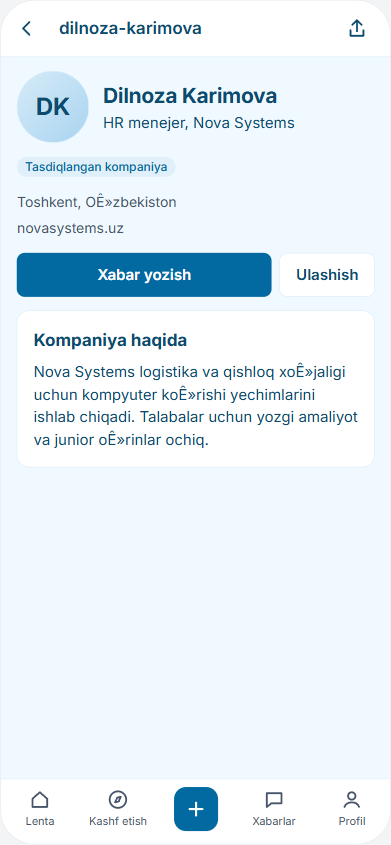 dilnoza-karimova
DK
Dilnoza Karimova
HR menejer, Nova Systems
Tasdiqlangan kompaniya
Toshkent, OÊ»zbekiston
novasystems.uz
Xabar yozish
Ulashish
Kompaniya haqida
Nova Systems logistika va qishloq xoÊ»jaligi
uchun kompyuter koÊ»rishi yechimlarini
ishlab chiqadi. Talabalar uchun yozgi amaliyot
va junior oÊ»rinlar ochiq.
Lenta
Kashf etish
Xabarlar
Profil